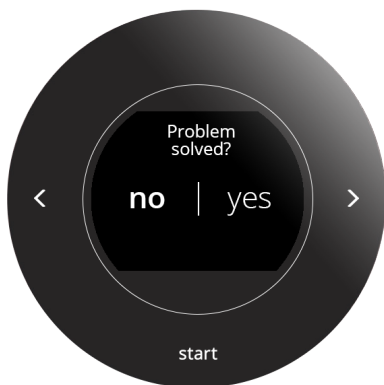 Problem
solved?
no | yes
start